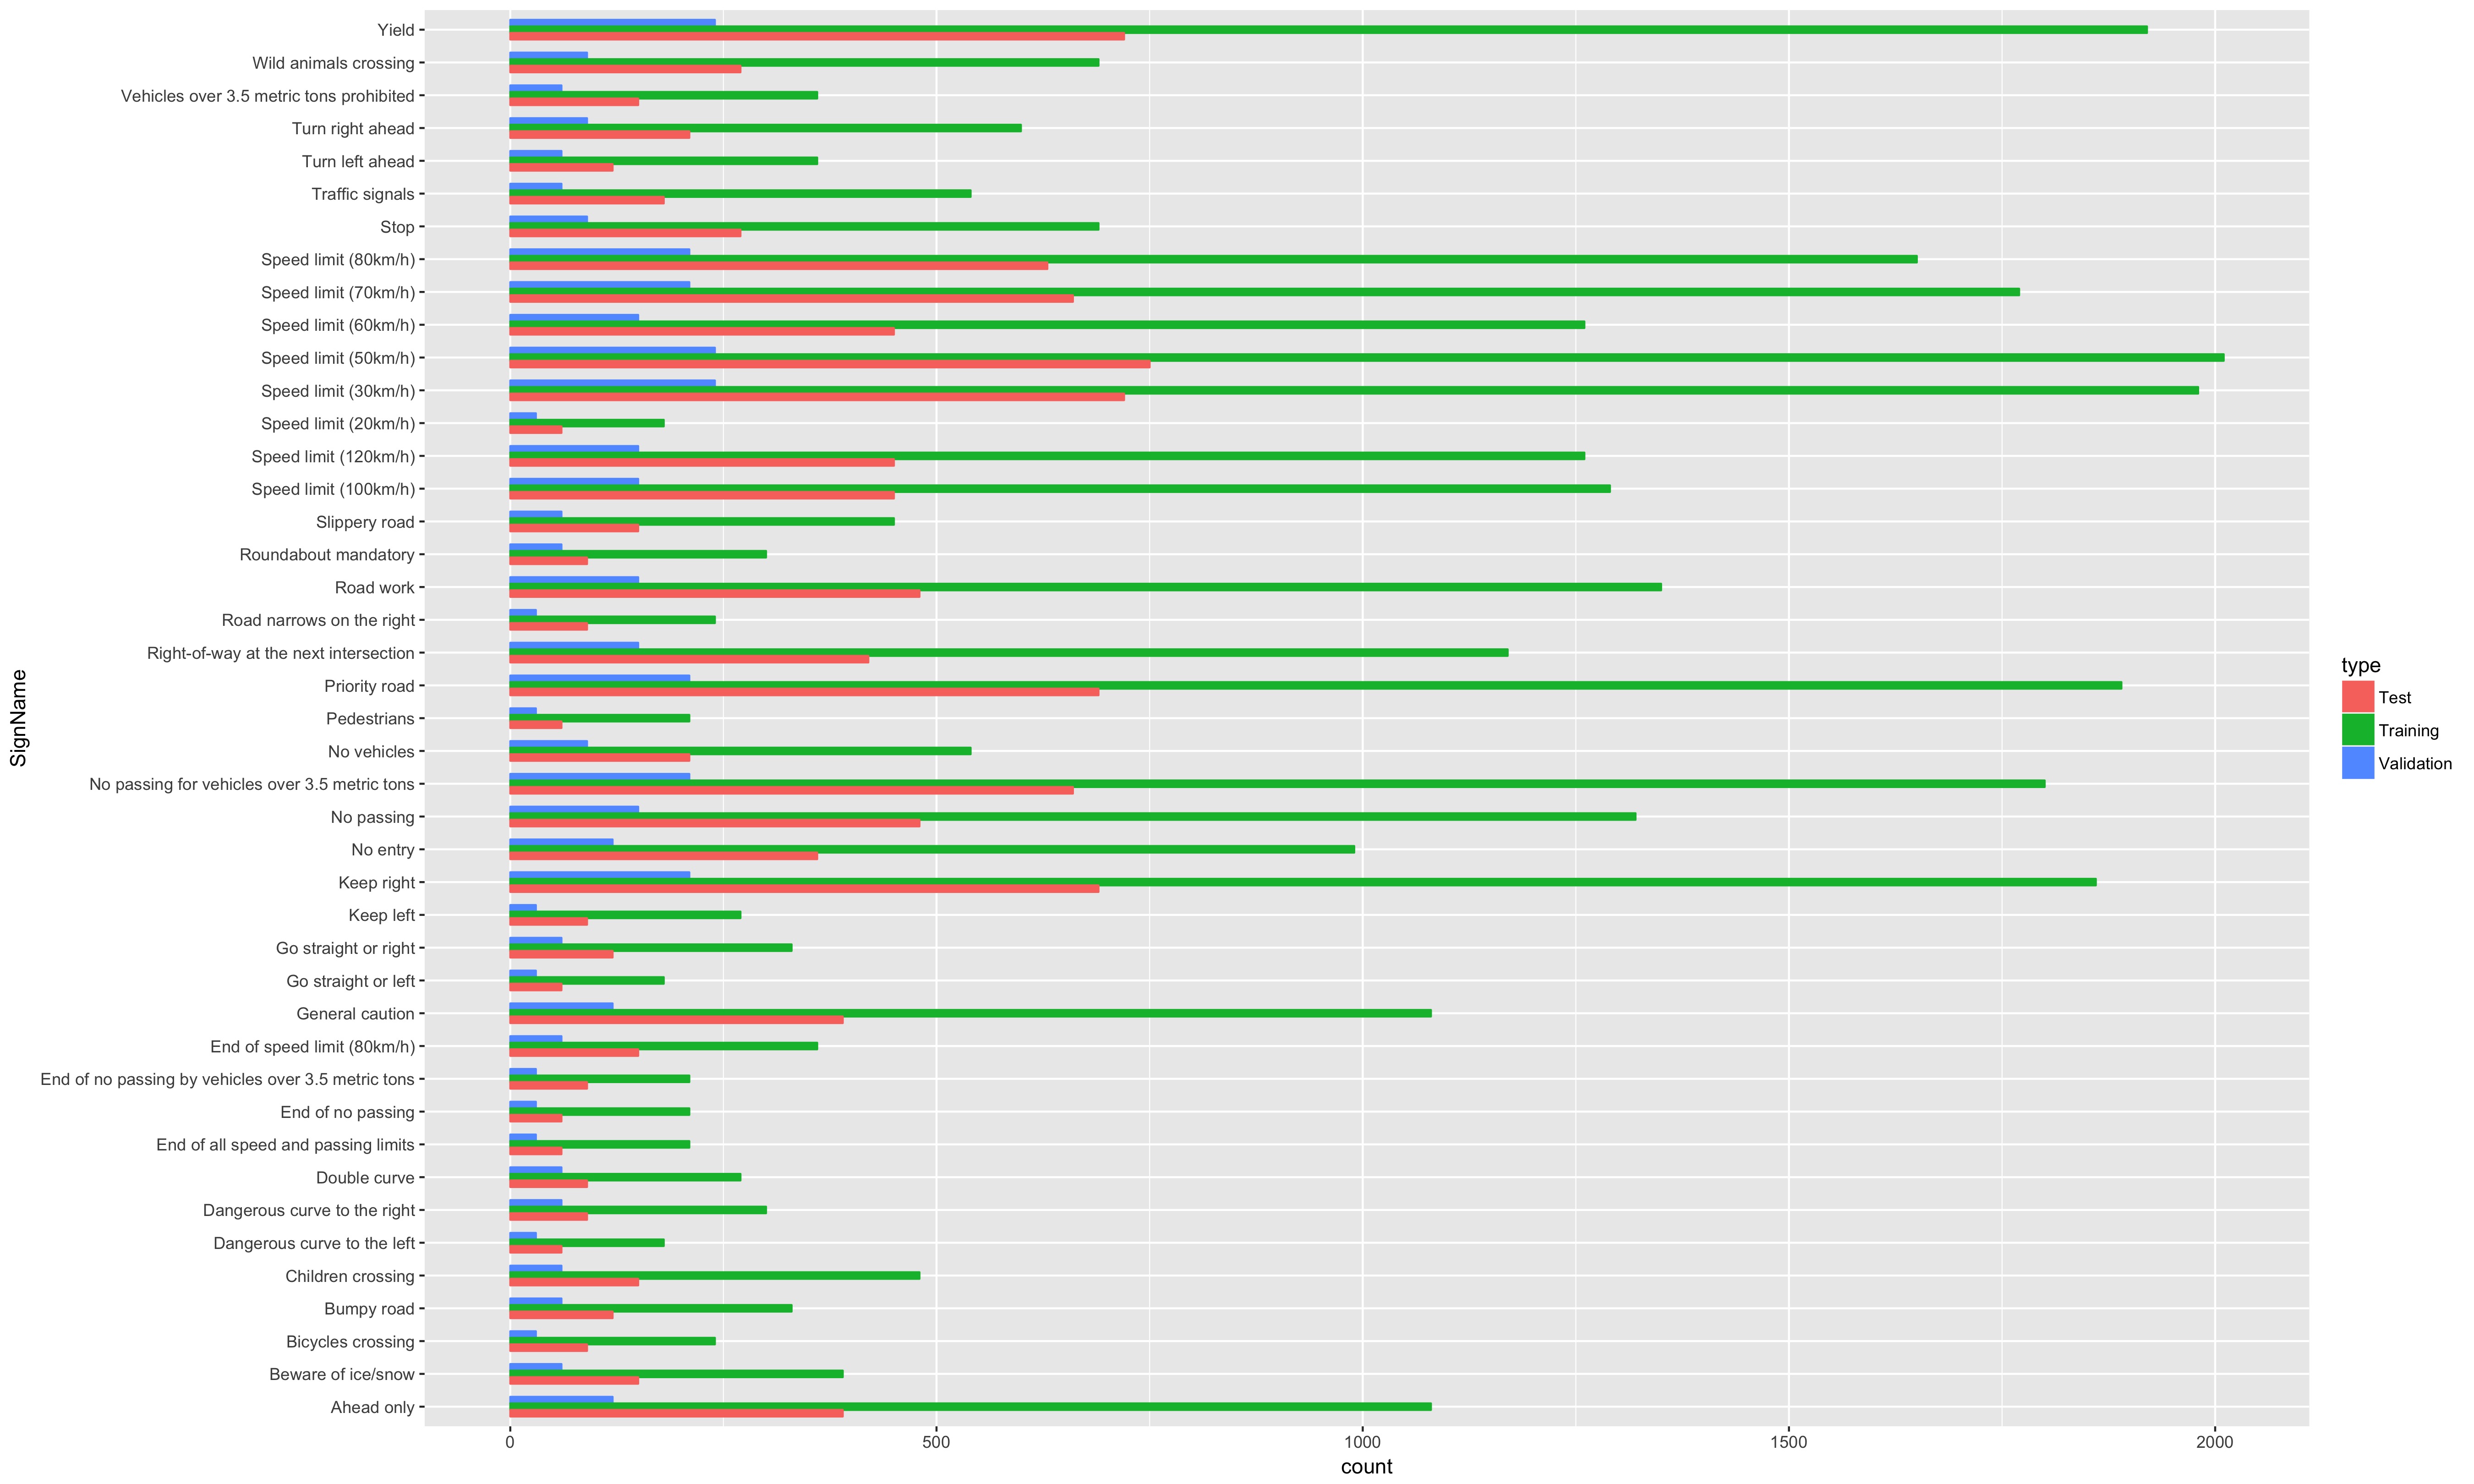 Yield
Wild animals crossing
Vehicles over 3.5 metric tons prohibited
Turn right ahead
Turn left ahead
Traffic signals
Stop
Speed limit (80km/h)
Speed limit (70km/h)
Speed limit (60km/h)
Speed limit (50km/h)
Speed limit (30km/h)
Speed limit (20km/h)
Speed limit (120km/h)
Speed limit (100km/h)
Slippery road
Roundabout mandatory
Road work
Road narrows on the right
Right-of-way at the next intersection
Priority road
Pedestrians
No vehicles
No passing for vehicles over 3.5 metric tons
No passing
No entry
Keep right
Keep left
Go straight or right
Go straight or left
General caution
End of speed limit (80km/h)
End of no passing by vehicles over 3.5 metric tons
End of no passing
End of all speed and passing limits
Double curve
Dangerous curve to the right
Dangerous curve to the left
Children crossing
Bumpy road
Bicycles crossing
Beware of ice/snow
Ahead only
SignName
0 500 1000 1500 2000
count
type
Test
Training
Validation